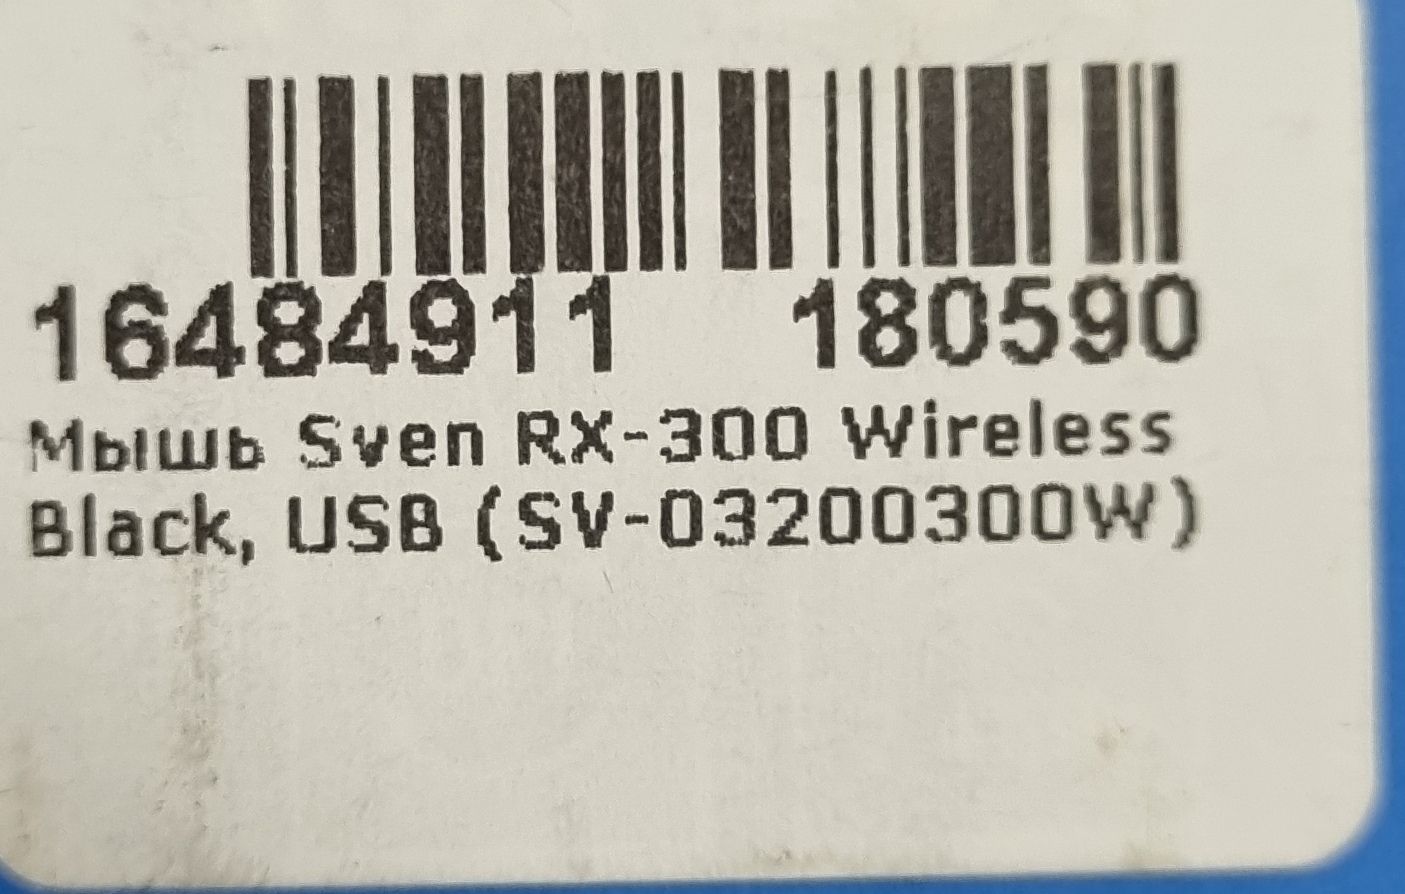 16484911 180590
Мышь Sven RX-300 Wireless
Black, USB (SV-03200300W)